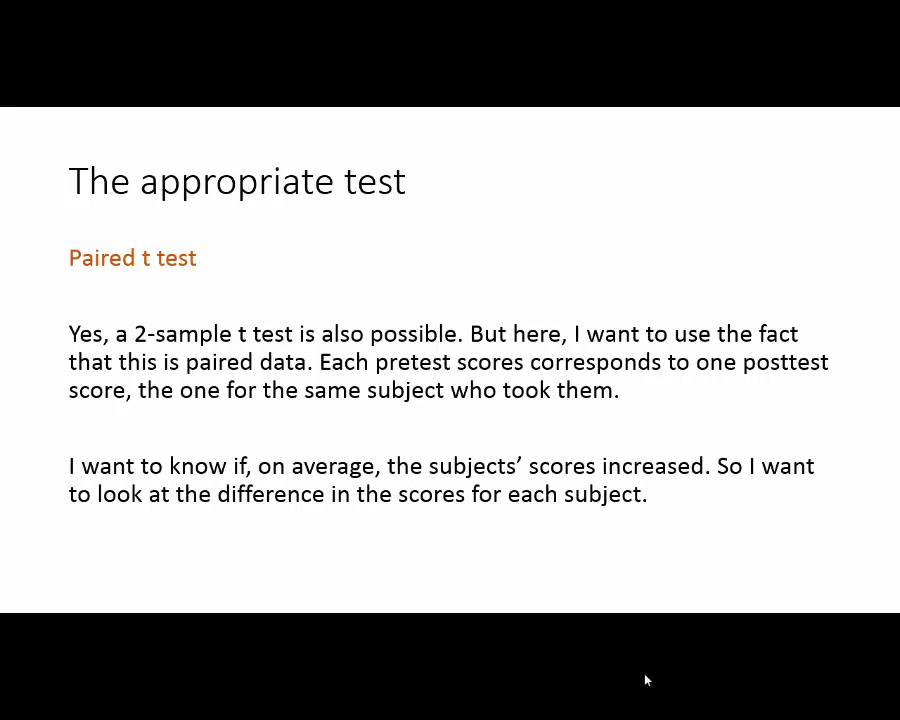 The appropriate test
Paired t test
Yes, a 2-sample t test is also possible. But here, I want to use the fact
that this is paired data. Each pretest scores corresponds to one posttest
score, the one for the same subject who took them.
I want to know if, on average, the subjects’ scores increased. So I want
to look at the difference in the scores for each subject.